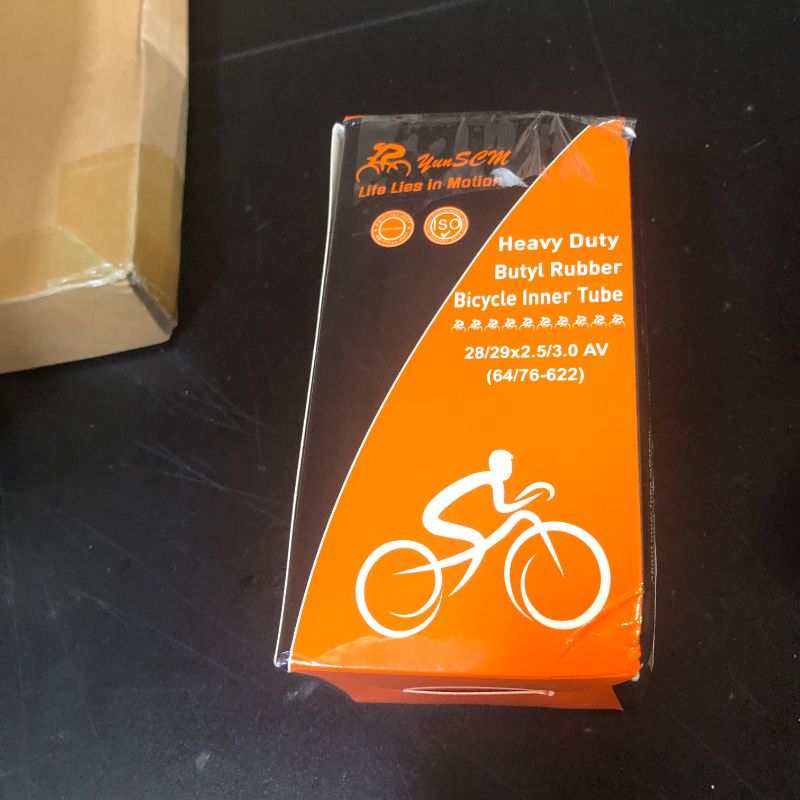 YunSCM
Life Lies in Motion
ISO
Heavy Duty
Butyl Rubber
Bicycle Inner Tube
28/29x2.5/3.0 AV
(64/76-622)